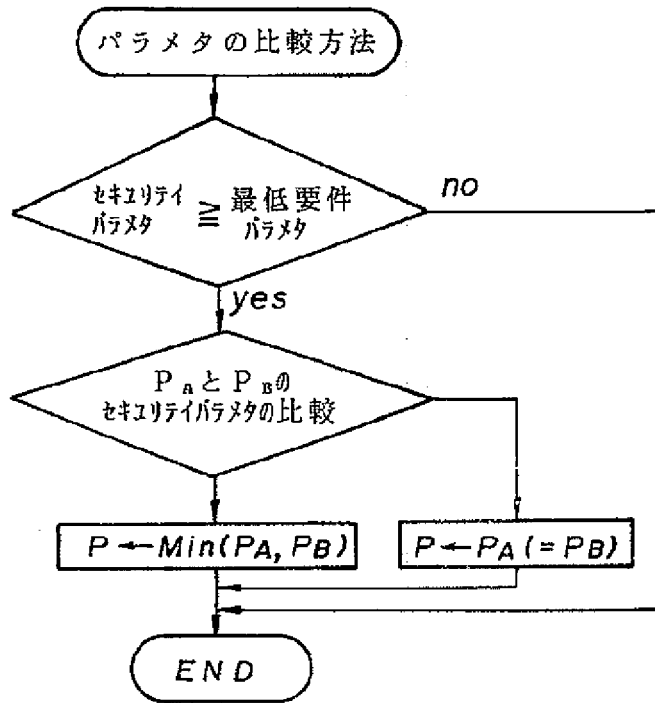 パラメタの比較方法
セキユリテイ
パラメタ
≧
最低要件
パラメタ
no
yes
PAとPBの
セキユリテイパラメタの比較
P←Min(PA, PB)
P←PA(=PB)
END